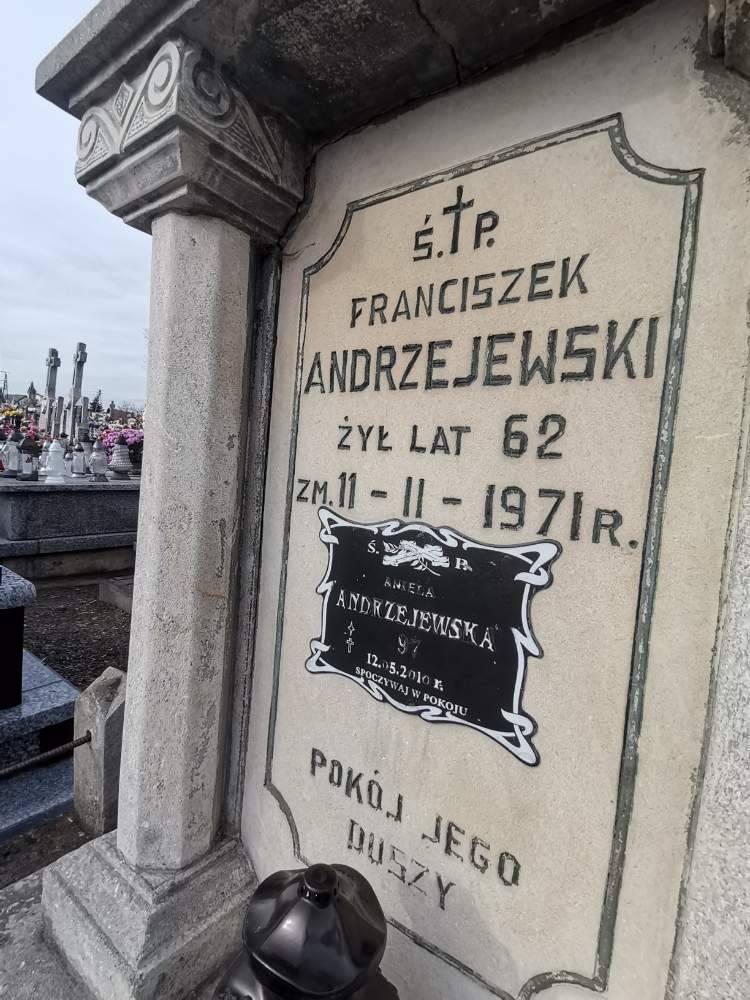 Ś. P.
FRANCISZEK
ANDRZEJEWSKI
ŻYŁ LAT 62
ZM. 11 - 11 - 1971 R.
Ś. P.
ANIELA
ANDRZEJEWSKA
97
12.05.2010 r.
SPOCZYWAJ W POKOJU
POKÓJ JEGO
DUSZY